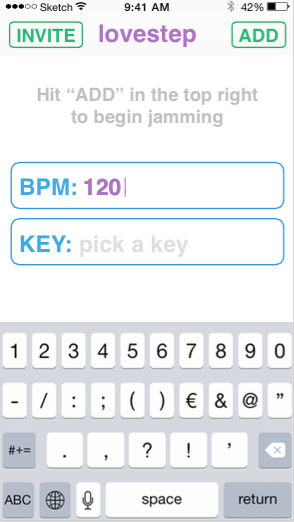 Sketch 9:41 AM 42%
INVITE lovestep ADD
Hit “ADD” in the top right
to begin jamming
BPM: 120
KEY: pick a key
1 2 3 4 5 6 7 8 9 0
- / : ; ( ) € & @ ”
#+= . , ? ! ’
ABC space return